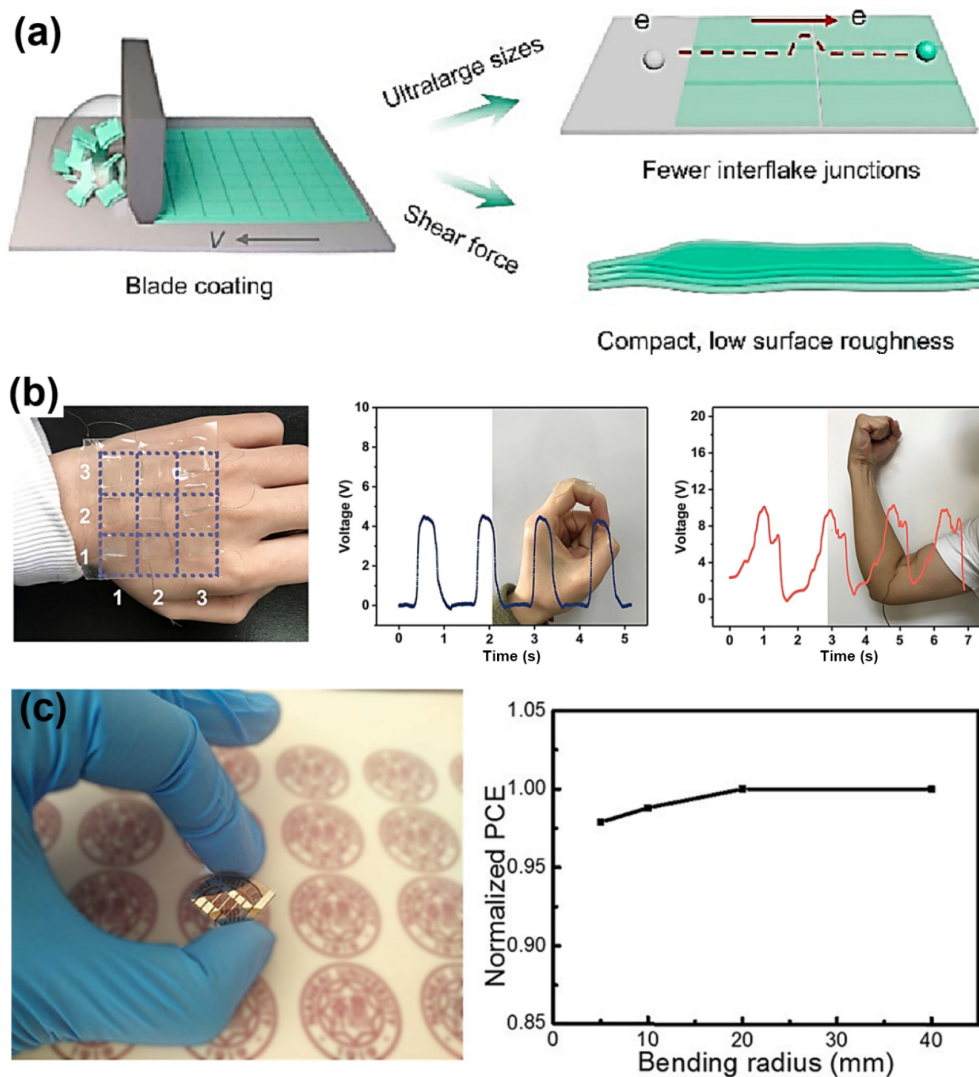 (a)
Ultralarge sizes
Shear force
V
Blade coating
e
e
Fewer interflake junctions
Compact, low surface roughness
(b)
3
2
1
1 2 3
Voltage (V)
10
8
6
4
2
0
0 1 2 3 4 5
Time (s)
Voltage (V)
20
16
12
8
4
0
0 1 2 3 4 5 6 7
Time (s)
(c)
Normalized PCE
1.05
1.00
0.95
0.90
0.85
0 10 20 30 40
Bending radius (mm)